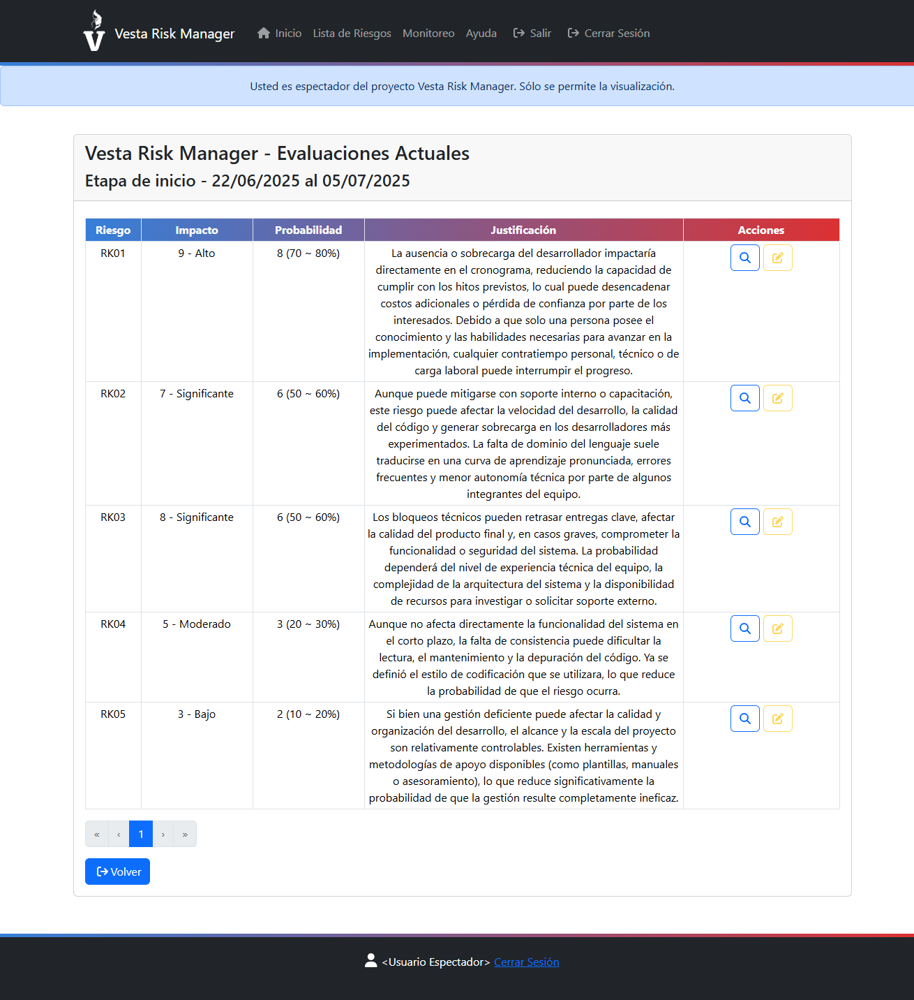 Vesta Risk Manager
Inicio
Lista de Riesgos
Monitoreo
Ayuda
Salir
Cerrar Sesión
Usted es espectador del proyecto Vesta Risk Manager. Sólo se permite la visualización.
Vesta Risk Manager - Evaluaciones Actuales
Etapa de inicio - 22/06/2025 al 05/07/2025
Riesgo Impacto Probabilidad Justificación Acciones
RK01 9 - Alto 8 (70 ~ 80%) La ausencia o sobrecarga del desarrollador impactaría
directamente en el cronograma, reduciendo la capacidad de
cumplir con los hitos previstos, lo cual puede desencadenar
costos adicionales o pérdida de confianza por parte de los
interesados. Debido a que solo una persona posee el
conocimiento y las habilidades necesarias para avanzar en la
implementación, cualquier contratiempo personal, técnico o de
carga laboral puede interrumpir el progreso.
RK02 7 - Significante 6 (50 ~ 60%) Aunque puede mitigarse con soporte interno o capacitación,
este riesgo puede afectar la velocidad del desarrollo, la calidad
del código y generar sobrecarga en los desarrolladores más
experimentados. La falta de dominio del lenguaje suele
traducirse en una curva de aprendizaje pronunciada, errores
frecuentes y menor autonomía técnica por parte de algunos
integrantes del equipo.
RK03 8 - Significante 6 (50 ~ 60%) Los bloqueos técnicos pueden retrasar entregas clave, afectar
la calidad del producto final y, en casos graves, comprometer la
funcionalidad o seguridad del sistema. La probabilidad
dependerá del nivel de experiencia técnica del equipo, la
complejidad de la arquitectura del sistema y la disponibilidad
de recursos para investigar o solicitar soporte externo.
RK04 5 - Moderado 3 (20 ~ 30%) Aunque no afecta directamente la funcionalidad del sistema en
el corto plazo, la falta de consistencia puede dificultar la
lectura, el mantenimiento y la depuración del código. Ya se
definió el estilo de codificación que se utilizara, lo que reduce
la probabilidad de que el riesgo ocurra.
RK05 3 - Bajo 2 (10 ~ 20%) Si bien una gestión deficiente puede afectar la calidad y
organización del desarrollo, el alcance y la escala del proyecto
son relativamente controlables. Existen herramientas y
metodologías de apoyo disponibles (como plantillas, manuales
o asesoramiento), lo que reduce significativamente la
probabilidad de que la gestión resulte completamente ineficaz.
« ‹ 1 › »
Volver
<Usuario Espectador> Cerrar Sesión